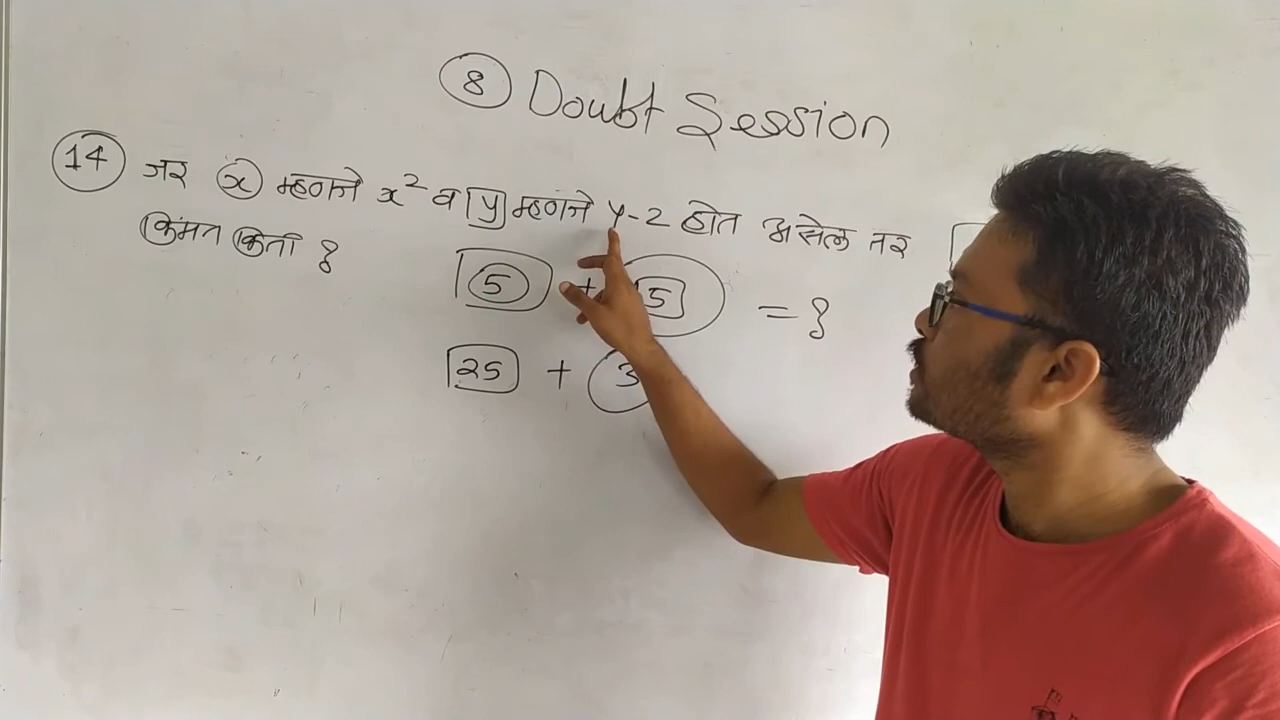 ⑧ Doubt Session
⑭ जर ⓧ म्हणजे x² व [y] म्हणजे y-2 होत असेल तर
किंमत किती ?
5 + 5 = ?
25 + 3